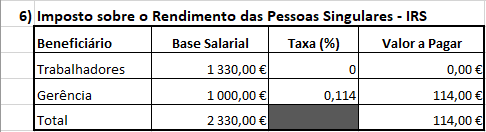 6) Imposto sobre o Rendimento das Pessoas Singulares - IRS
Beneficiário Base Salarial Taxa (%) Valor a Pagar
Trabalhadores 1 330,00 € 0 0,00 €
Gerência 1 000,00 € 0,114 114,00 €
Total 2 330,00 € 114,00 €